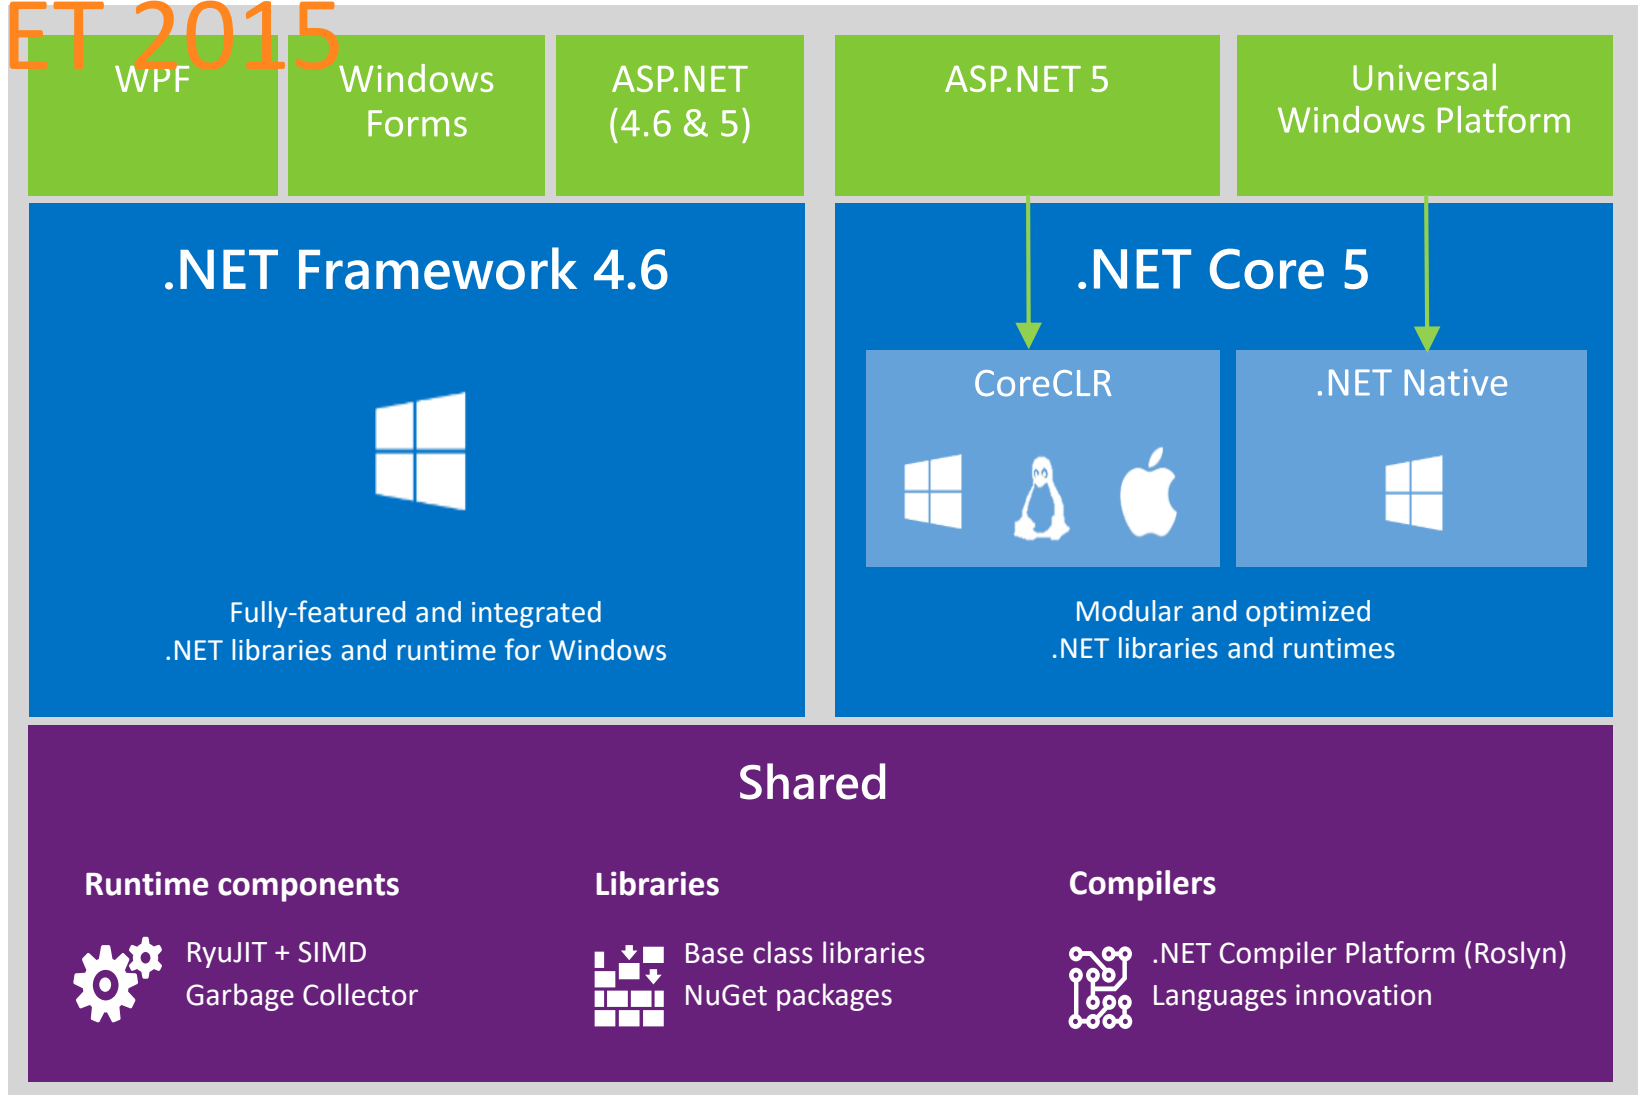 ET 2015
WPF
Windows
Forms
ASP.NET
(4.6 & 5)
ASP.NET 5
Universal
Windows Platform
.NET Framework 4.6
Fully-featured and integrated
.NET libraries and runtime for Windows
.NET Core 5
CoreCLR
.NET Native
Modular and optimized
.NET libraries and runtimes
Shared
Runtime components
RyuJIT + SIMD
Garbage Collector
Libraries
Base class libraries
NuGet packages
Compilers
.NET Compiler Platform (Roslyn)
Languages innovation